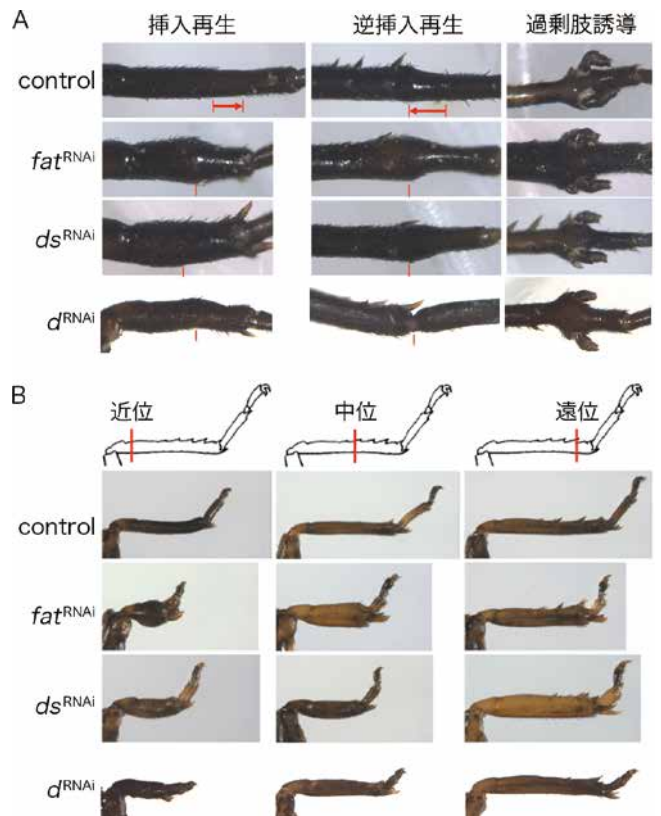 A
挿入再生 逆挿入再生 過剰肢誘導
control
fatRNAi
dsRNAi
dRNAi
B
近位 中位 遠位
control
fatRNAi
dsRNAi
dRNAi